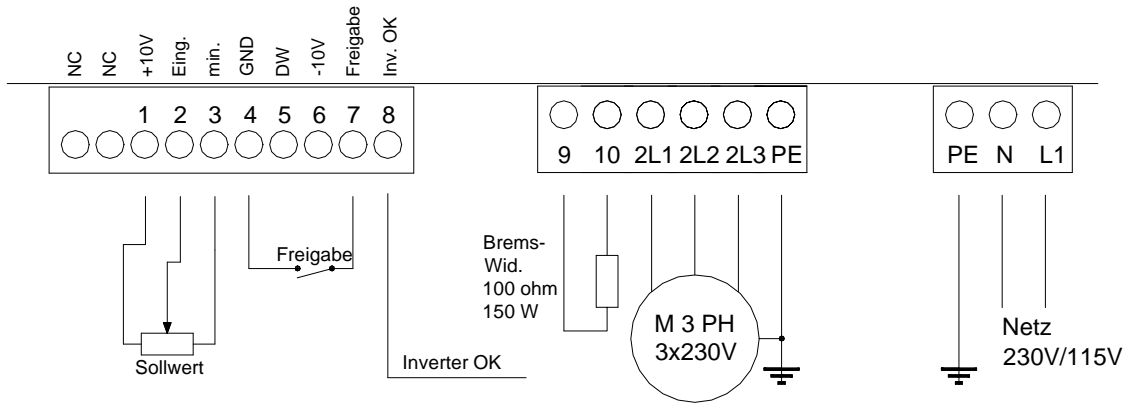 NC NC +10V Eing. min. GND DW -10V Freigabe Inv. OK
1 2 3 4 5 6 7 8
9 10 2L1 2L2 2L3 PE
PE N L1
Freigabe
Sollwert
Inverter OK
Brems-
Wid.
100 ohm
150 W
M 3 PH
3x230V
Netz
230V/115V